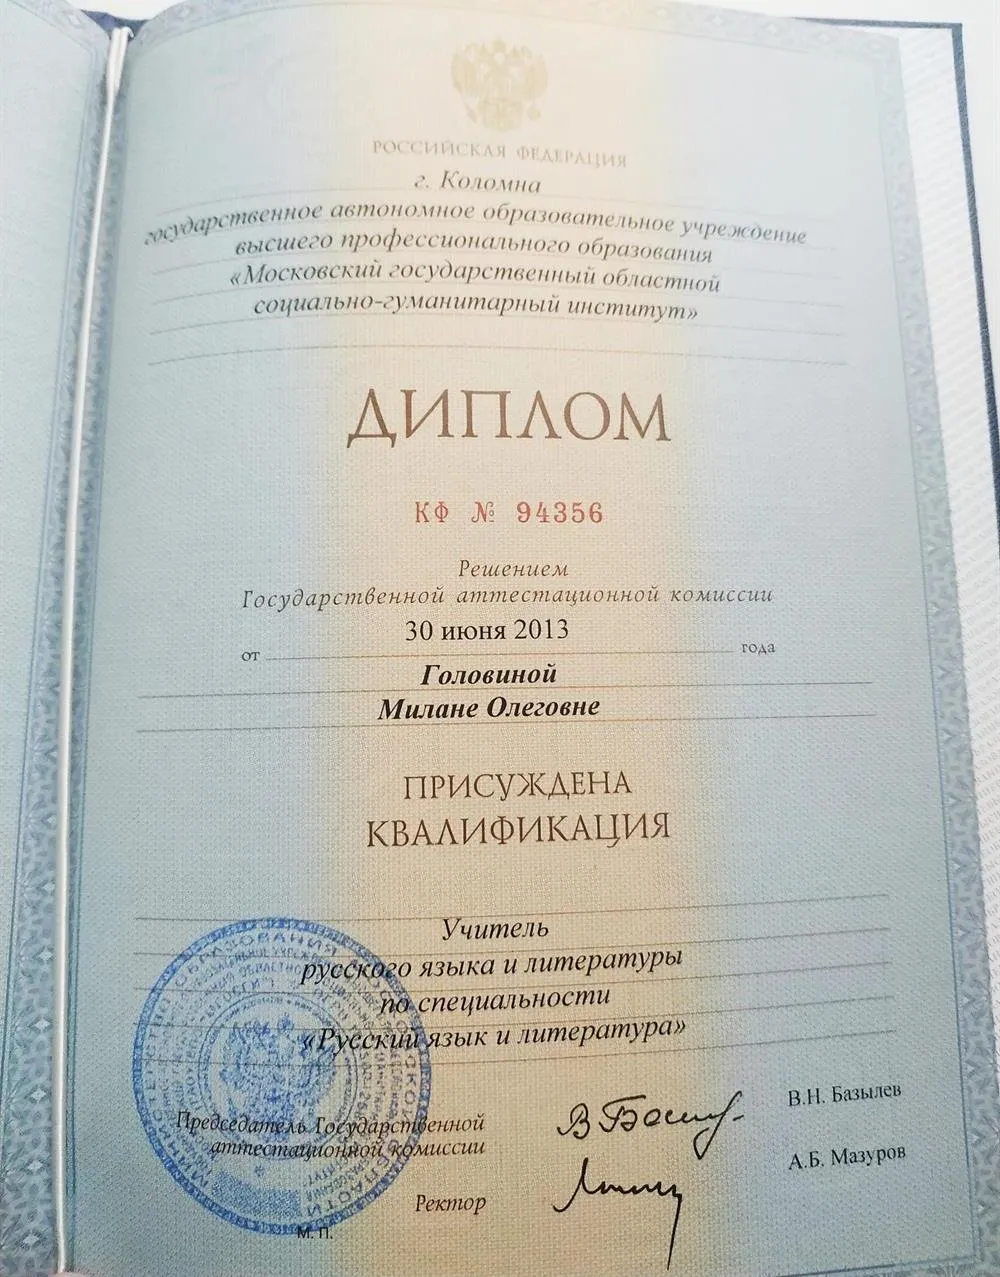 РОССИЙСКАЯ ФЕДЕРАЦИЯ
г. Коломна
государственное автономное образовательное учреждение
высшего профессионального образования
«Московский государственный областной
социально-гуманитарный институт»
ДИПЛОМ
КФ № 94356
Решением
Государственной аттестационной комиссии
30 июня 2013
от года
Головиной
Милане Олеговне
ПРИСУЖДЕНА
КВАЛИФИКАЦИЯ
Учитель
русского языка и литературы
по специальности
«Русский язык и литература»
Председатель Государственной
аттестационной комиссии
В.Н. Базылев
Ректор
А.Б. Мазуров
М. П.